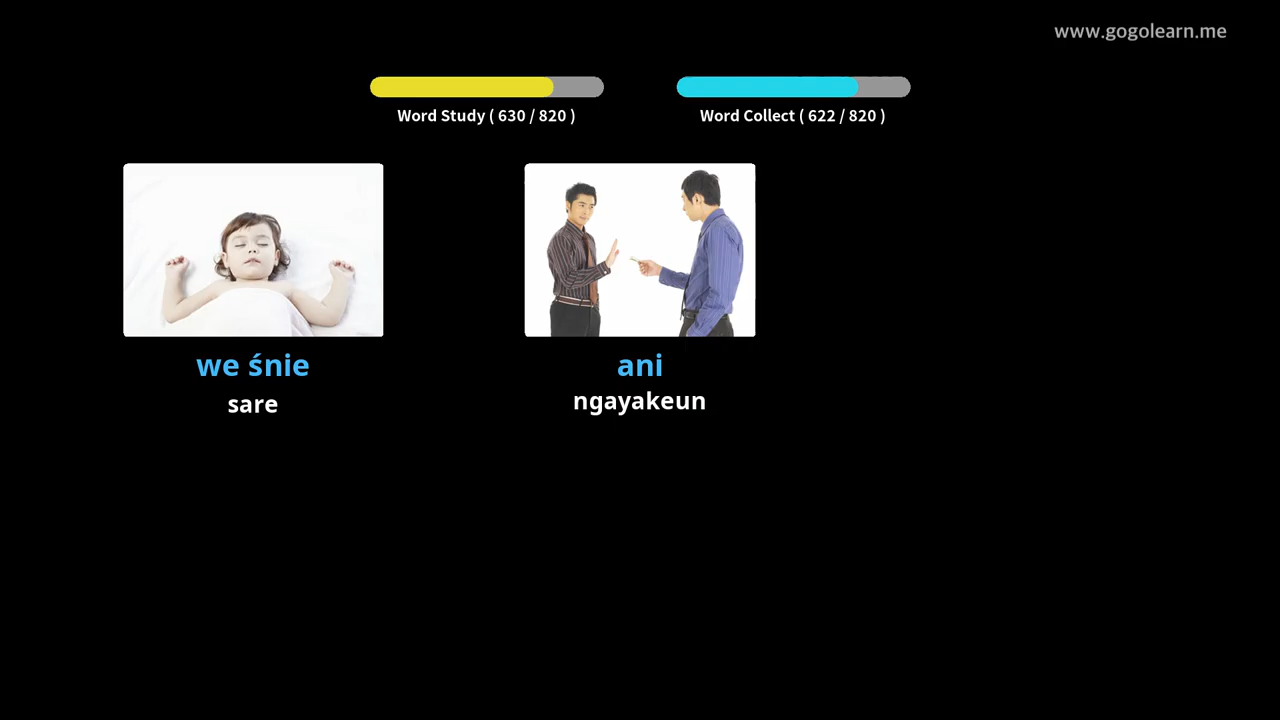 www.gogolearn.me
Word Study ( 630 / 820 )
Word Collect ( 622 / 820 )
we śnie
sare
ani
ngayakeun